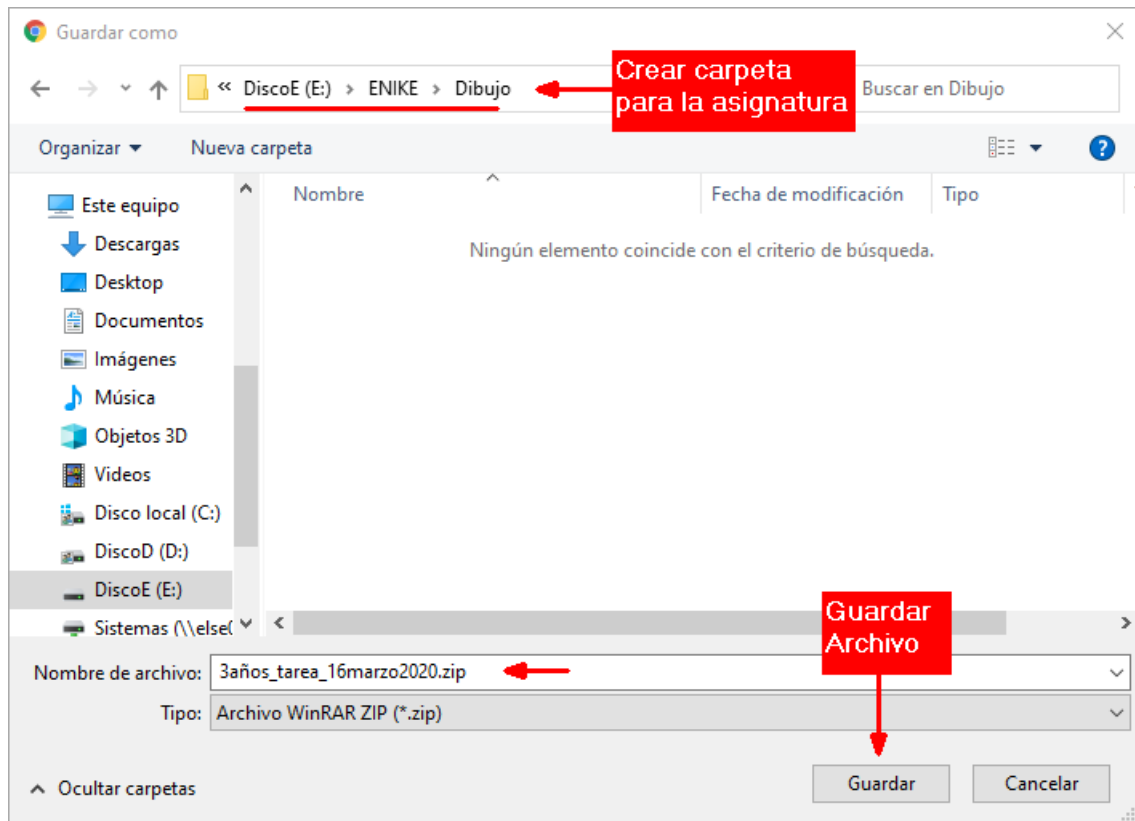 Guardar como
« DiscoE (E:) › ENIKE › Dibujo
Crear carpeta
para la asignatura
Buscar en Dibujo
Organizar
Nueva carpeta
?
Nombre
Fecha de modificación
Tipo
Este equipo
Descargas
Desktop
Documentos
Imágenes
Música
Objetos 3D
Videos
Disco local (C:)
DiscoD (D:)
DiscoE (E:)
Sistemas (\\else(
Ningún elemento coincide con el criterio de búsqueda.
Guardar
Archivo
Nombre de archivo: 3años_tarea_16marzo2020.zip
Tipo: Archivo WinRAR ZIP (*.zip)
Ocultar carpetas
Guardar
Cancelar